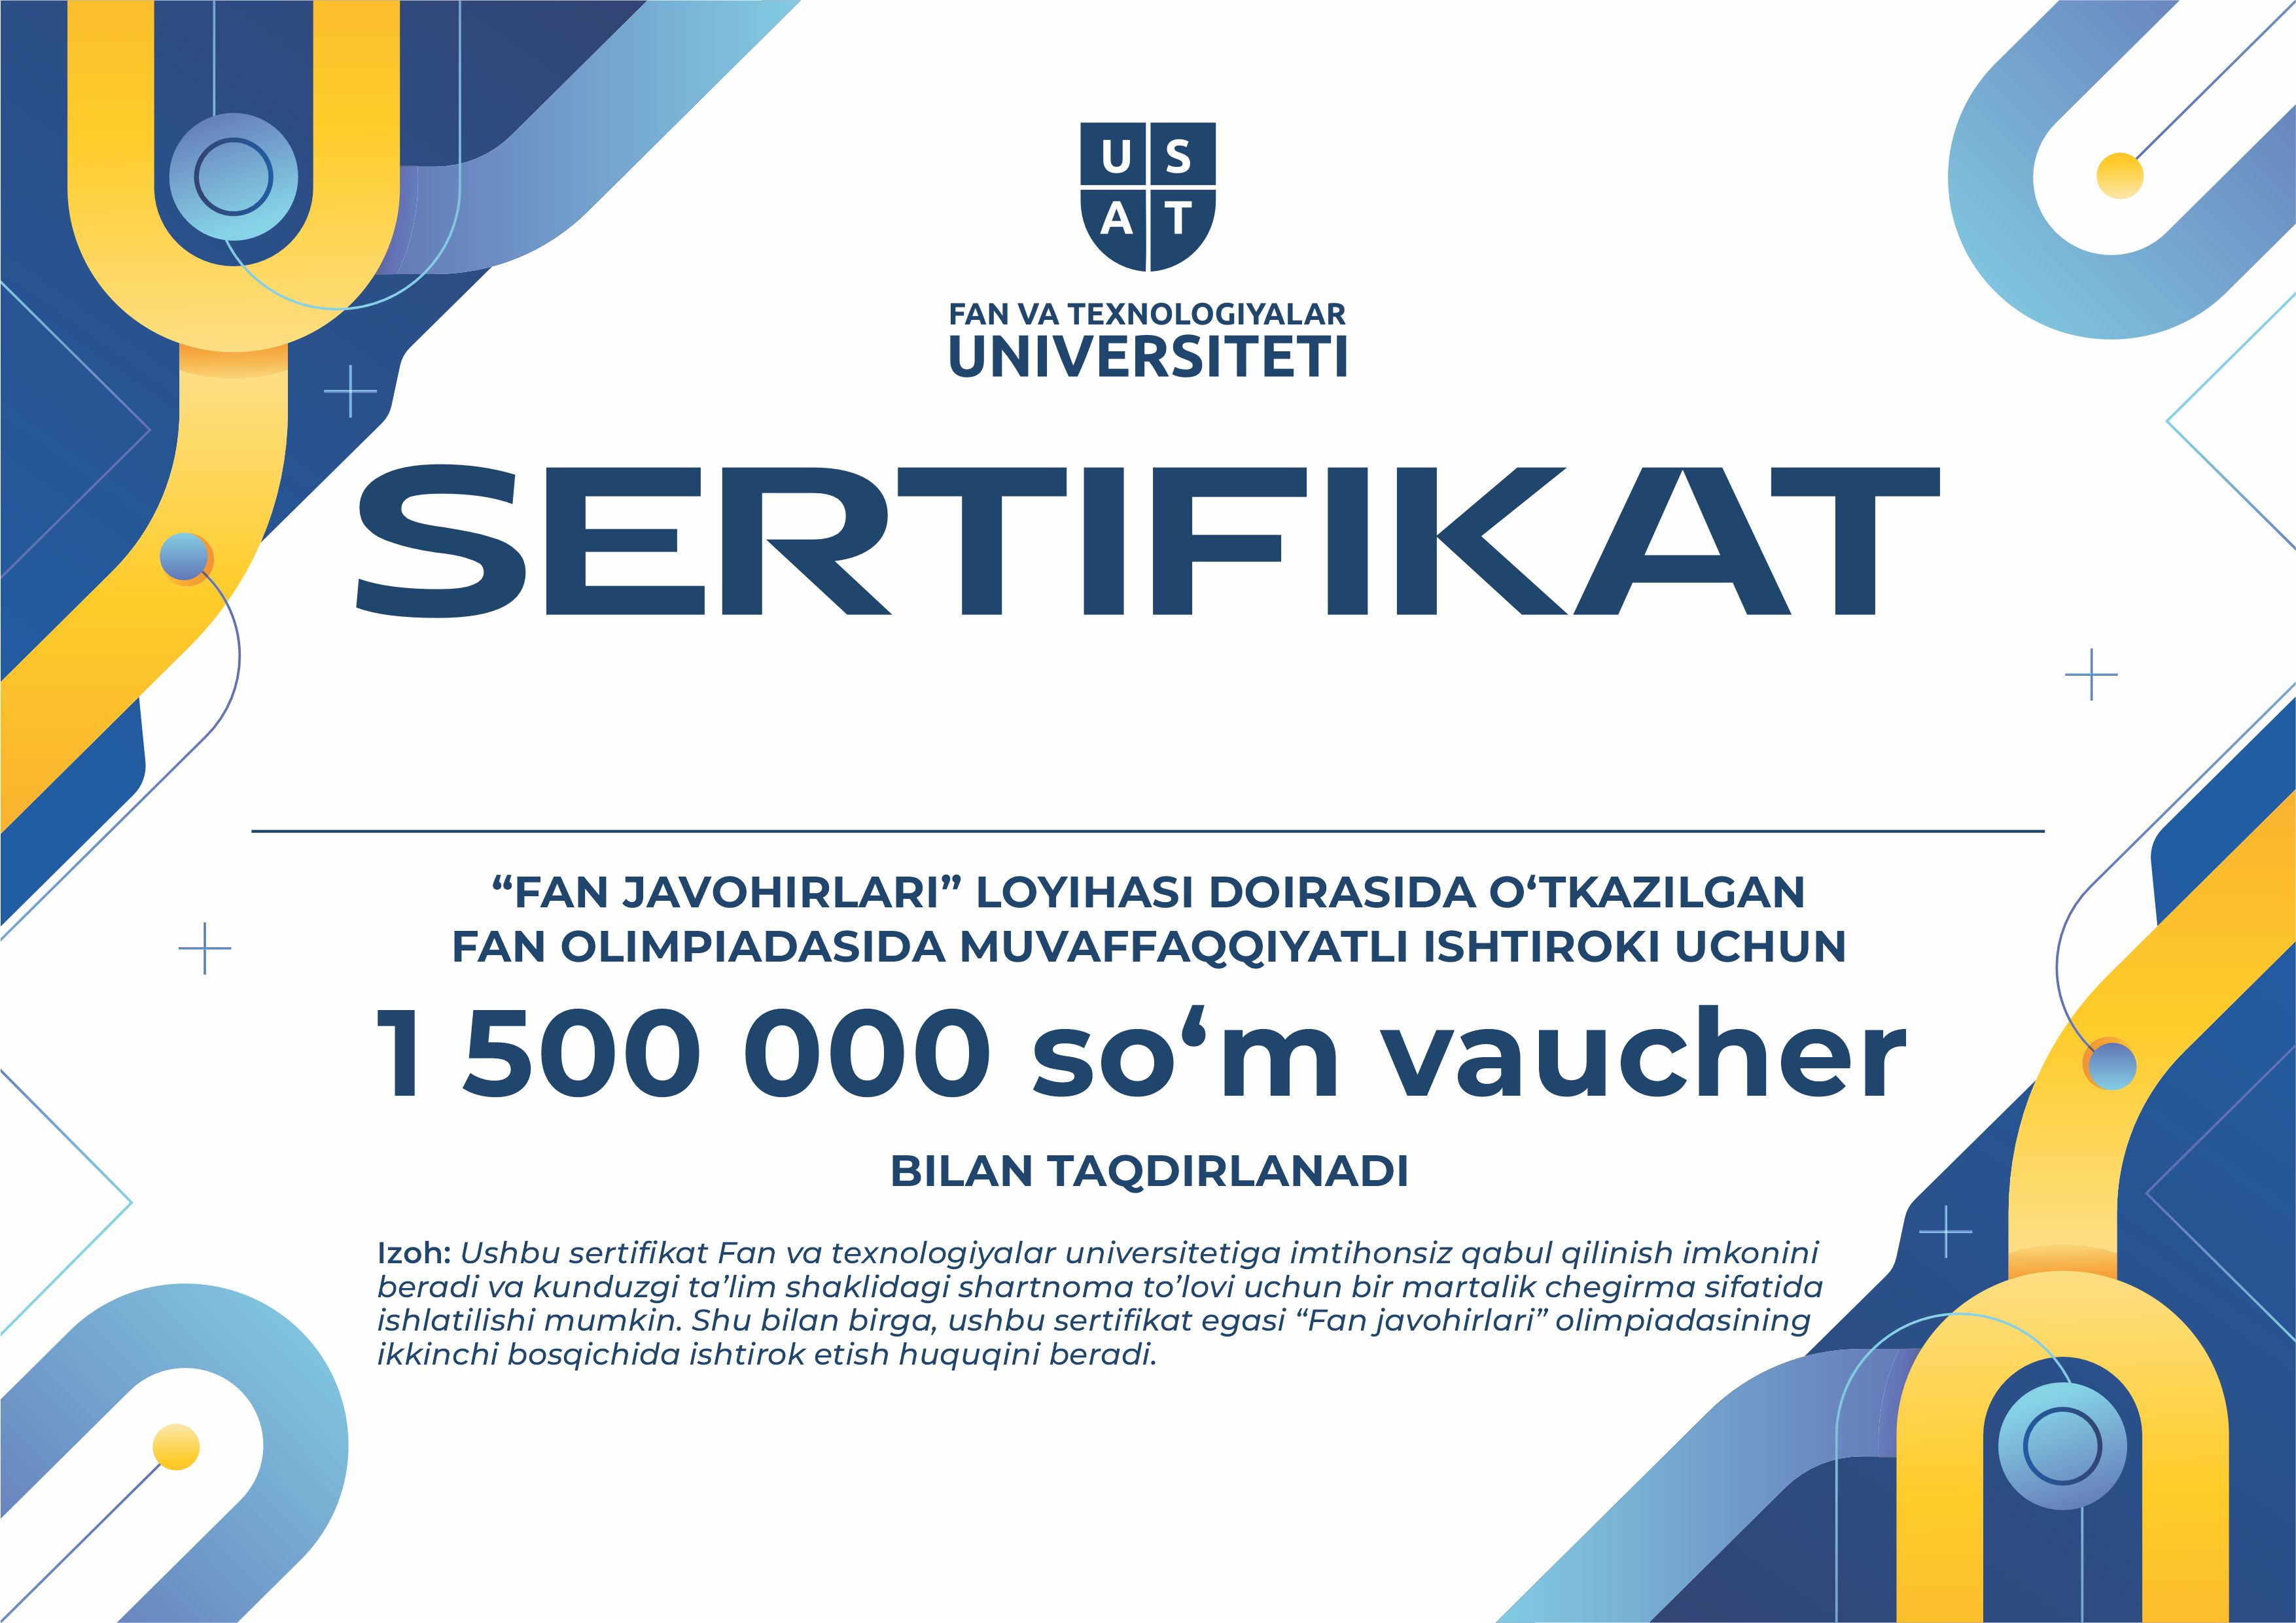 U S
A T
FAN VA TEXNOLOGIYALAR
UNIVERSITETI
SERTIFIKAT
“FAN JAVOHIRLARI” LOYIHASI DOIRASIDA O‘TKAZILGAN
FAN OLIMPIADASIDA MUVAFFAQQIYATLI ISHTIROKI UCHUN
1 500 000 so‘m vaucher
BILAN TAQDIRLANADI
Izoh: Ushbu sertifikat Fan va texnologiyalar universitetiga imtihonsiz qabul qilinish imkonini
beradi va kunduzgi ta’lim shaklidagi shartnoma to’lovi uchun bir martalik chegirma sifatida
ishlatilishi mumkin. Shu bilan birga, ushbu sertifikat egasi “Fan javohirlari” olimpiadasining
ikkinchi bosqichida ishtirok etish huquqini beradi.